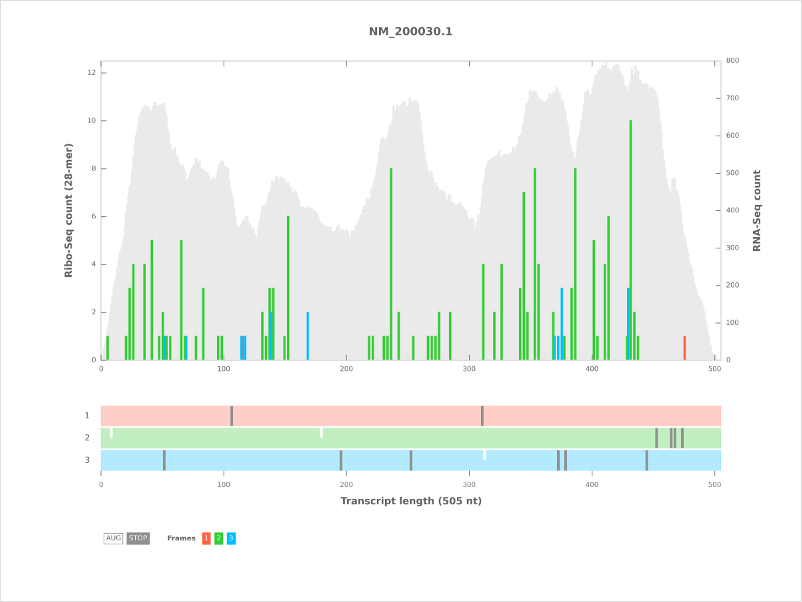 NM_200030.1
12
10
8
6
4
2
0
Ribo-Seq count (28-mer)
800
700
600
500
400
300
200
100
0
RNA-Seq count
0 100 200 300 400 500
1
2
3
0 100 200 300 400 500
Transcript length (505 nt)
AUG STOP Frames 1 2 3